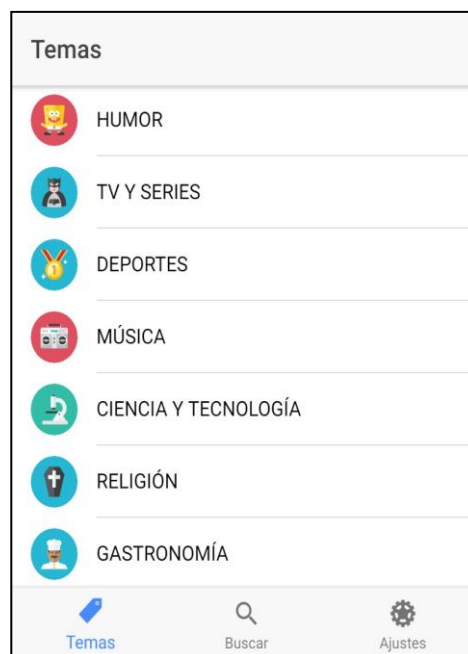 Temas
HUMOR
TV Y SERIES
DEPORTES
MÚSICA
CIENCIA Y TECNOLOGÍA
RELIGIÓN
GASTRONOMÍA
Temas Buscar Ajustes